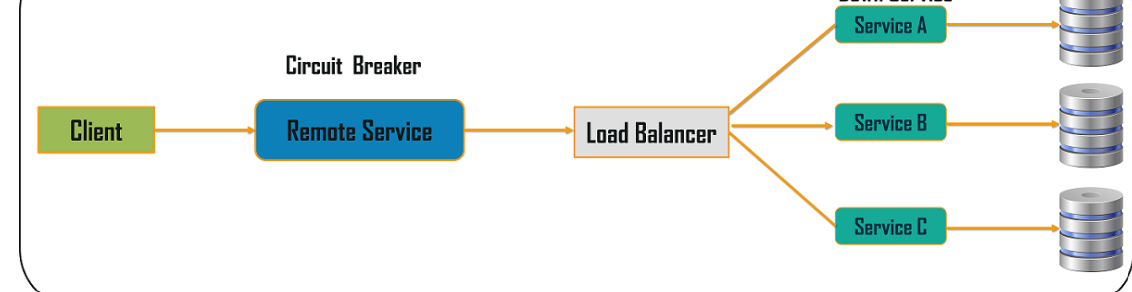 Service A
Circuit Breaker
Client
Remote Service
Load Balancer
Service B
Service C